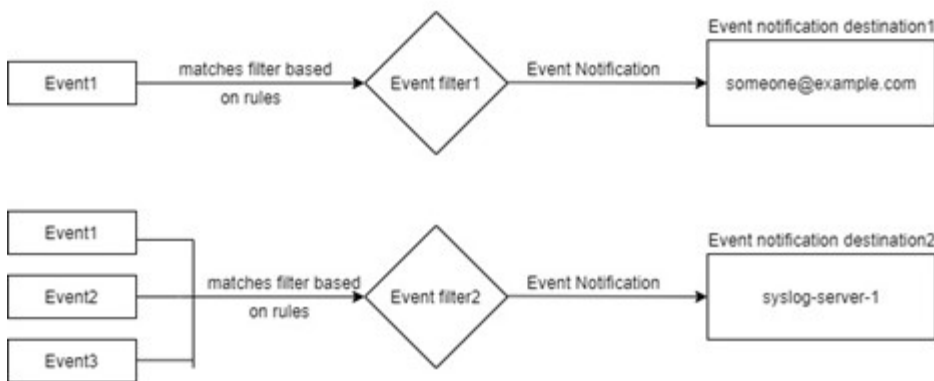 Event notification destination1
Event1
matches filter based
on rules
Event filter1
Event Notification
someone@example.com
Event1
Event2
Event3
matches filter based
on rules
Event filter2
Event Notification
Event notification destination2
syslog-server-1